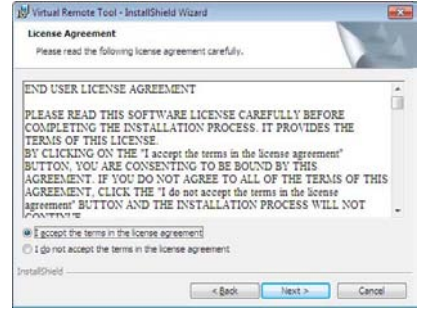 Virtual Remote Tool - InstallShield Wizard
License Agreement
Please read the following license agreement carefully.
END USER LICENSE AGREEMENT
PLEASE READ THIS SOFTWARE LICENSE CAREFULLY BEFORE
COMPLETING THE INSTALLATION PROCESS. IT PROVIDES THE
TERMS OF THIS LICENSE.
BY CLICKING ON THE "I accept the terms in the license agreement"
BUTTON, YOU ARE CONSENTING TO BE BOUND BY THIS
AGREEMENT. IF YOU DO NOT AGREE TO ALL OF THE TERMS OF THIS
AGREEMENT, CLICK THE "I do not accept the terms in the license
agreement" BUTTON AND THE INSTALLATION PROCESS WILL NOT
CONTINUE
I accept the terms in the license agreement
I do not accept the terms in the license agreement
InstallShield
< Back Next > Cancel